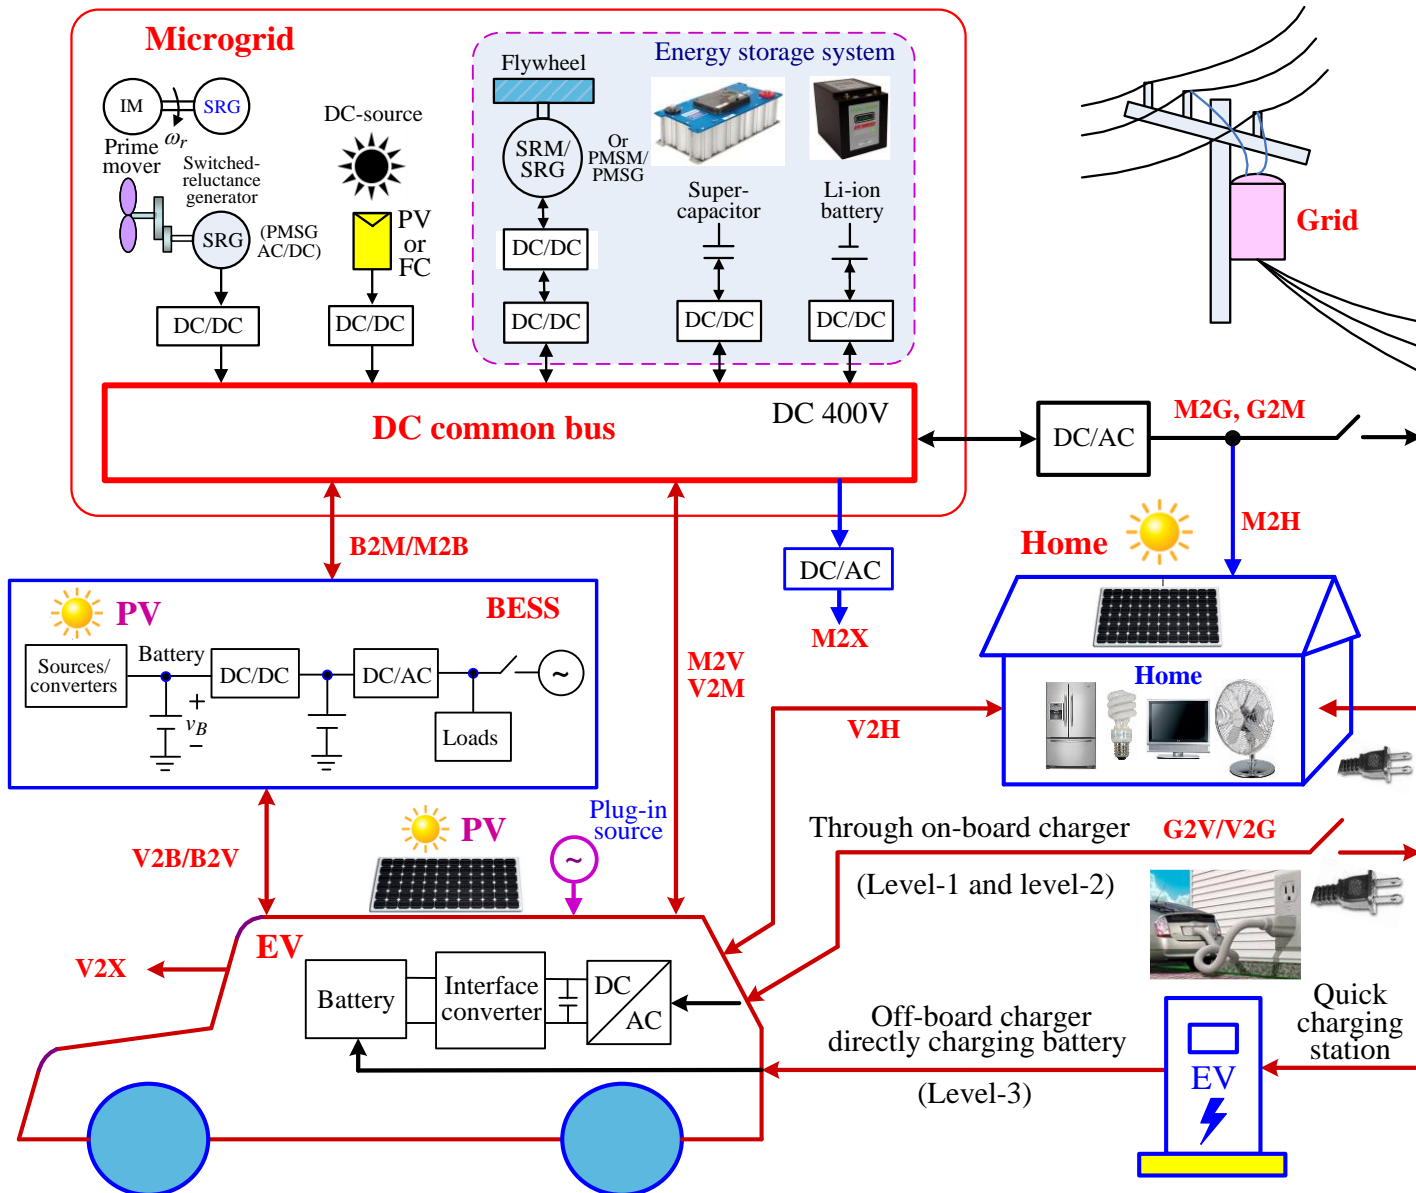 Microgrid
IM
SRG
ωr
Prime
mover
Switched-
reluctance
generator
SRG
(PMSG
AC/DC)
DC/DC
DC-source
PV
or
FC
DC/DC
Energy storage system
Flywheel
SRM/
SRG
Or
PMSM/
PMSG
DC/DC
DC/DC
Super-
capacitor
DC/DC
Li-ion
battery
DC/DC
Grid
DC common bus
DC 400V
DC/AC
M2G, G2M
M2H
B2M/M2B
DC/AC
M2X
M2V
V2M
Home
Home
V2H
PV
BESS
Sources/
converters
Battery
+
vB
−
DC/DC
DC/AC
~
Loads
V2B/B2V
PV
Plug-in
source
~
Through on-board charger
G2V/V2G
(Level-1 and level-2)
V2X
EV
Battery
Interface
converter
DC
AC
Off-board charger
directly charging battery
(Level-3)
EV
Quick
charging
station